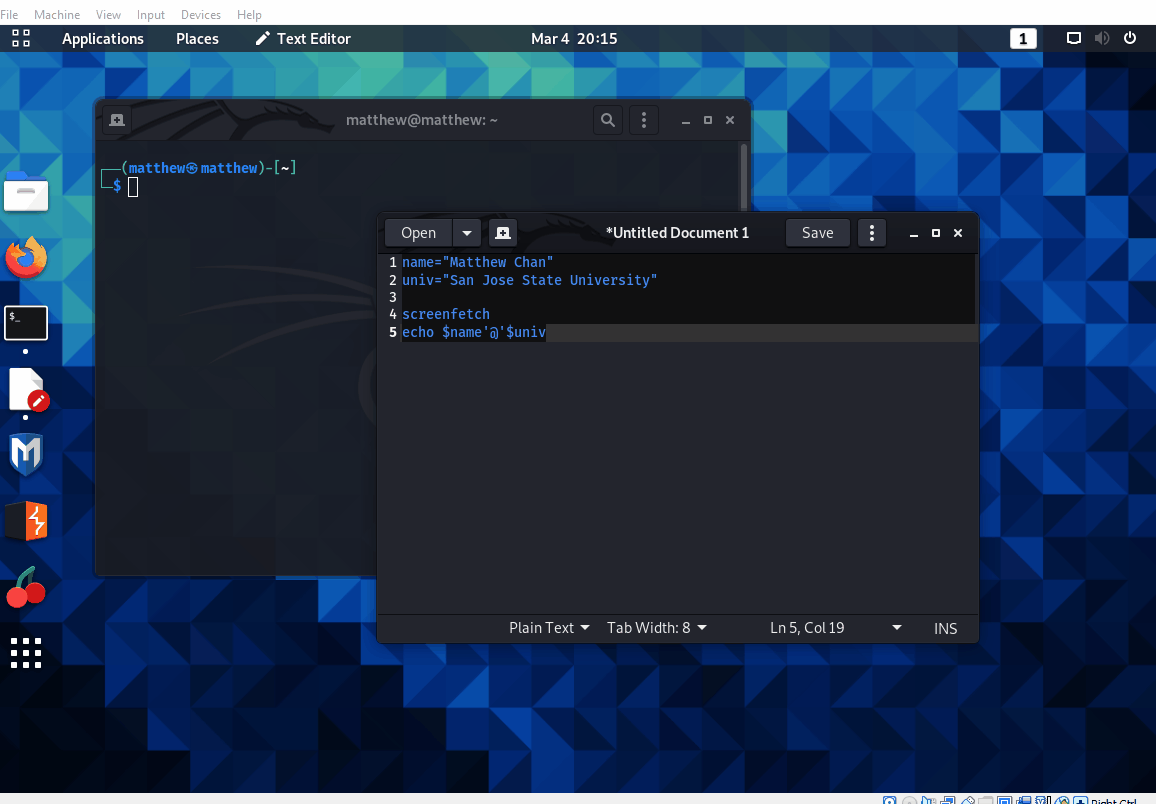 File Machine View Input Devices Help
Applications Places Text Editor Mar 4 20:15 1
matthew@matthew: ~
┌──(matthew㉿matthew)-[~]
└─$
$_
Open *Untitled Document 1 Save
1 name="Matthew Chan"
2 univ="San Jose State University"
3
4 screenfetch
5 echo $name'@'$univ
Plain Text Tab Width: 8 Ln 5, Col 19 INS
Right Ctrl